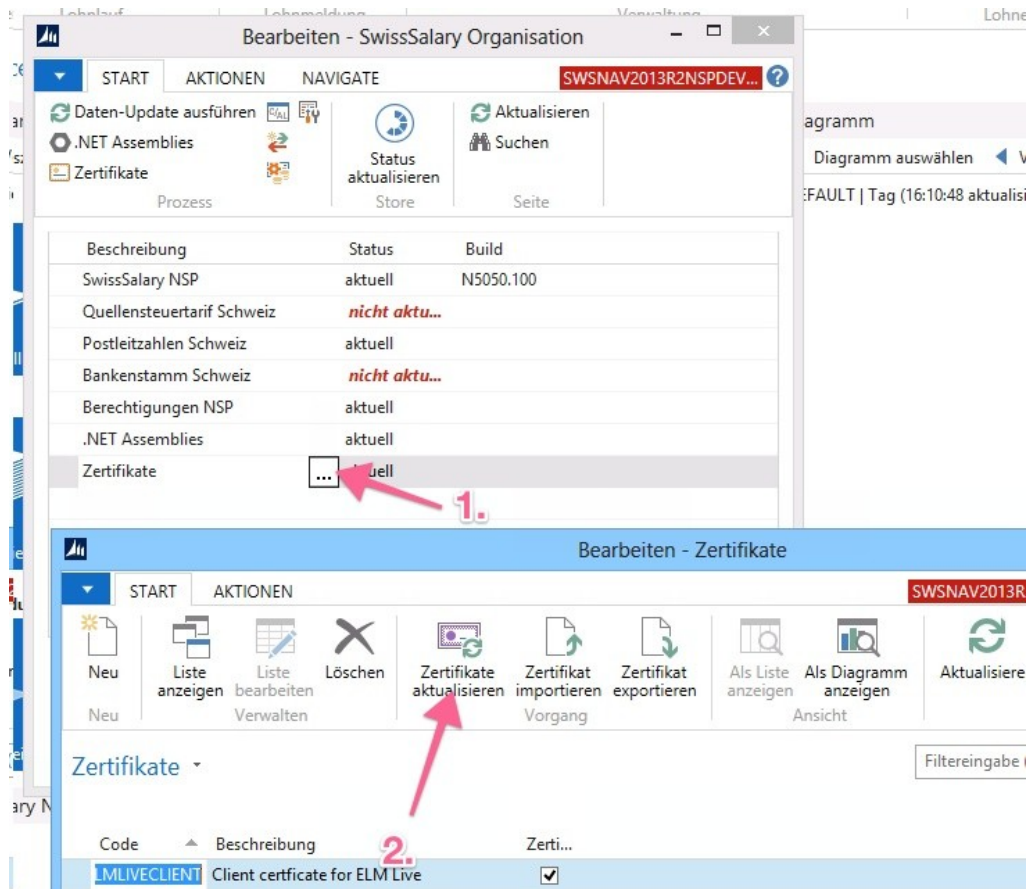 Lohnlauf Lohnmeldung Verwaltung
Bearbeiten - SwissSalary Organisation
START AKTIONEN NAVIGATE SWSNAV2013R2NSPDEV... ?
Daten-Update ausführen C/AL
.NET Assemblies
Zertifikate
Status
aktualisieren
Aktualisieren
Suchen
Prozess Store Seite
agramm
Diagramm auswählen
EFAULT | Tag (16:10:48 aktualisi
Beschreibung Status Build
SwissSalary NSP aktuell N5050.100
Quellensteuertarif Schweiz nicht aktu...
Postleitzahlen Schweiz aktuell
Bankenstamm Schweiz nicht aktu...
Berechtigungen NSP aktuell
.NET Assemblies aktuell
Zertifikate ... aktuell
1.
Bearbeiten - Zertifikate
START AKTIONEN SWSNAV2013R
Neu
Liste
anzeigen
Liste
bearbeiten
Löschen
Zertifikate
aktualisieren
Zertifikat
importieren
Zertifikat
exportieren
Als Liste
anzeigen
Als Diagramm
anzeigen
Aktualisiere
Neu Verwalten Vorgang Ansicht
Zertifikate
Filtereingabe (
ary N
2.
Code Beschreibung Zerti...
LMLIVECLIENT Client certficate for ELM Live